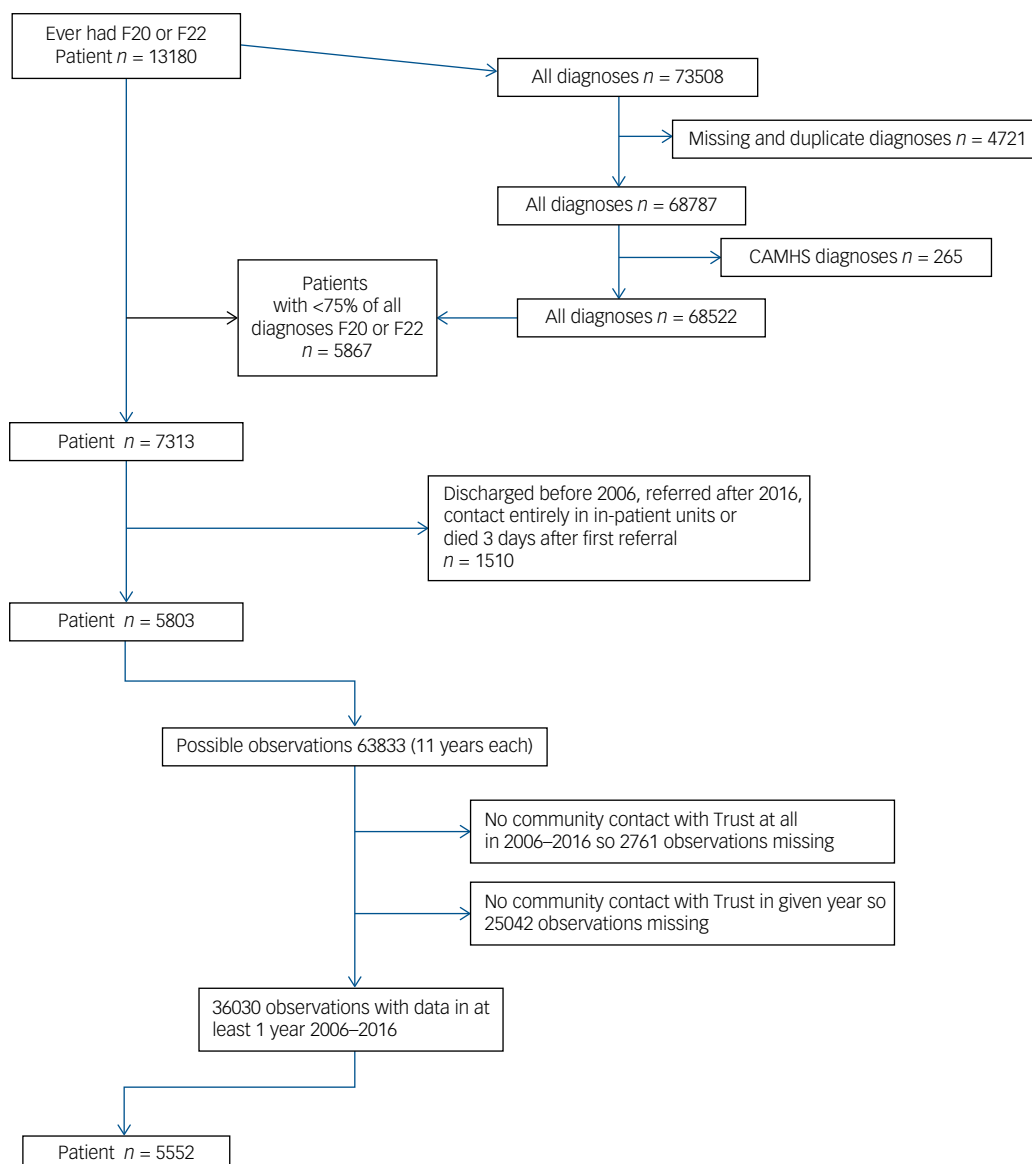 Ever had F20 or F22
Patient n = 13180
All diagnoses n = 73508
Missing and duplicate diagnoses n = 4721
All diagnoses n = 68787
CAMHS diagnoses n = 265
Patients
with <75% of all
diagnoses F20 or F22
n = 5867
All diagnoses n = 68522
Patient n = 7313
Discharged before 2006, referred after 2016,
contact entirely in in-patient units or
died 3 days after first referral
n = 1510
Patient n = 5803
Possible observations 63833 (11 years each)
No community contact with Trust at all
in 2006–2016 so 2761 observations missing
No community contact with Trust in given year so
25042 observations missing
36030 observations with data in at
least 1 year 2006–2016
Patient n = 5552